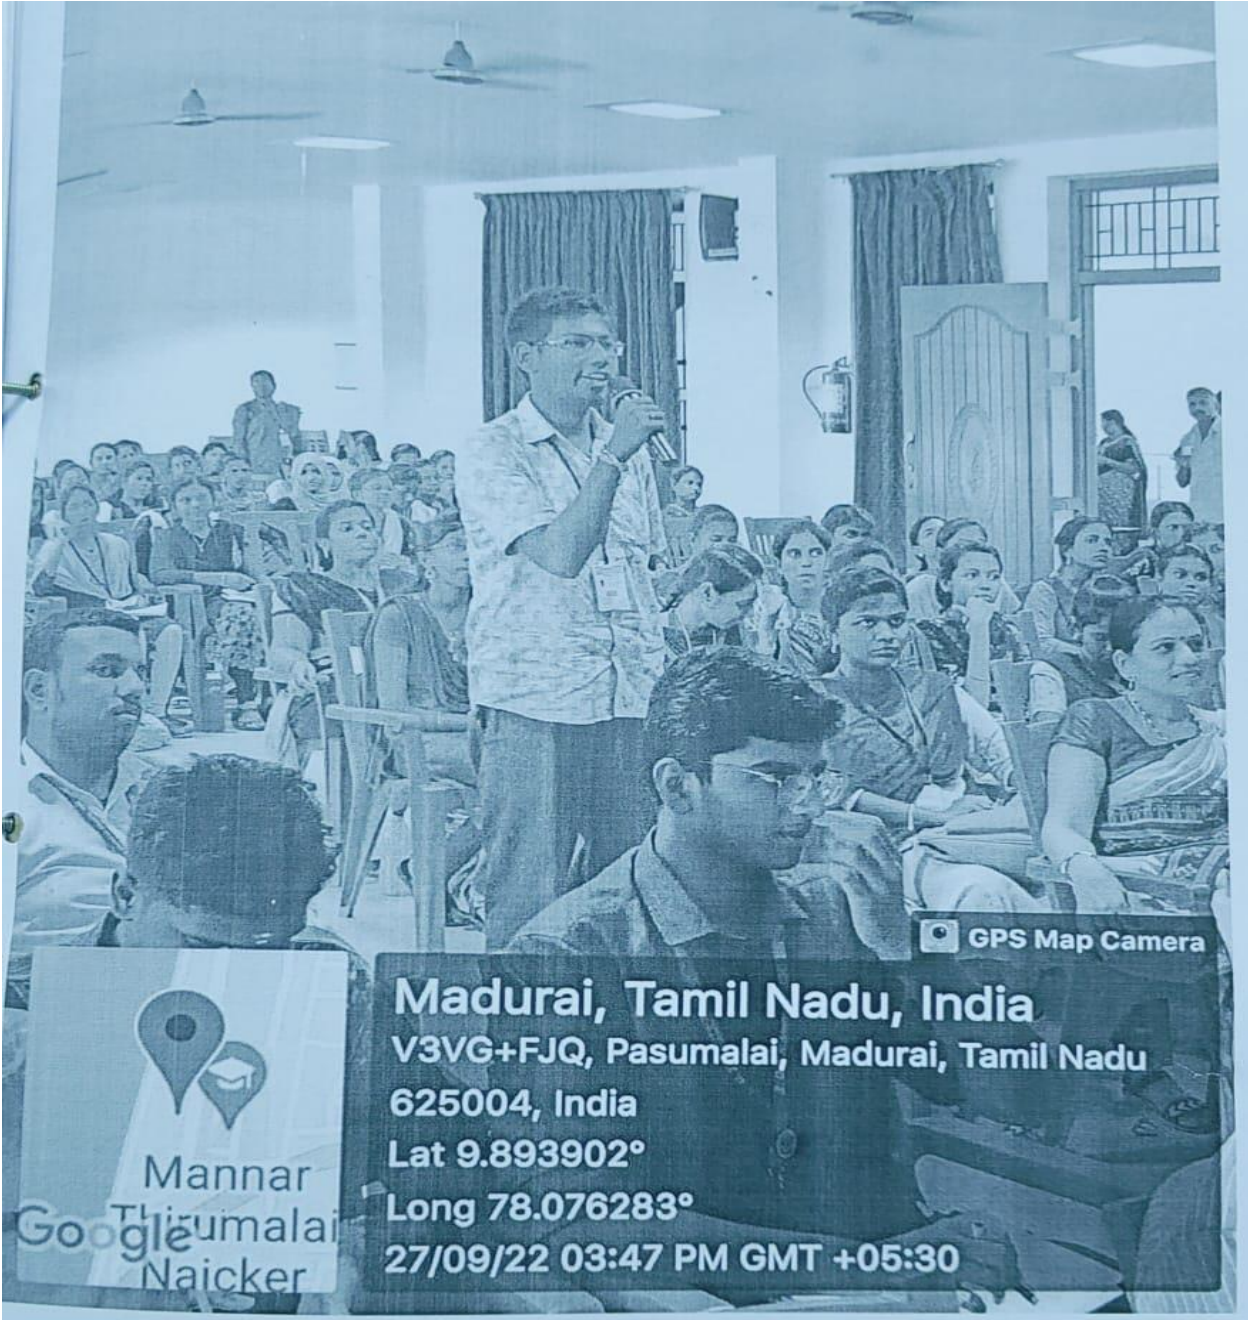 GPS Map Camera
Madurai, Tamil Nadu, India
V3VG+FJQ, Pasumalai, Madurai, Tamil Nadu
625004, India
Lat 9.893902°
Long 78.076283°
27/09/22 03:47 PM GMT +05:30
Mannar
Thirumalai
Naicker
Google